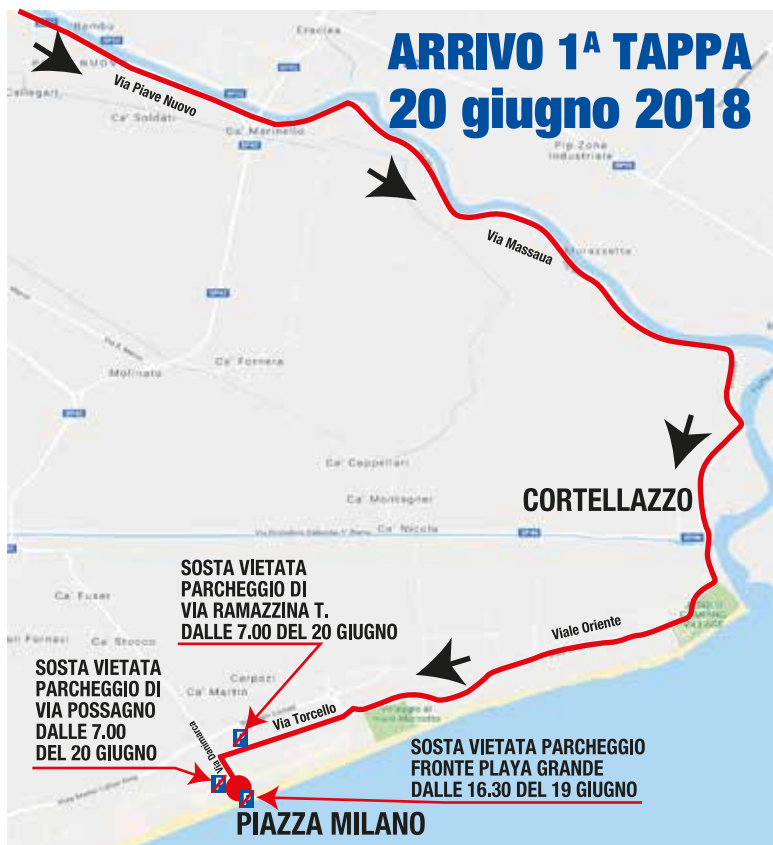 ARRIVO 1ᴬ TAPPA
20 giugno 2018
Eraclea
Via Piave Nuovo
Callegari
Ca' Soldati
Ca' Marinello
Pip Zona
Industriale
Via Massaua
Murazzetta
Ca' Fornera
Molinato
Ca' Cappellari
CORTELLAZZO
Ca' Montagner
Ca' Nicola
SOSTA VIETATA
PARCHEGGIO DI
VIA RAMAZZINA T.
DALLE 7.00 DEL 20 GIUGNO
Ca' Fuser
Viale Oriente
Ca' Stocco
SOSTA VIETATA
PARCHEGGIO DI
VIA POSSAGNO
DALLE 7.00
DEL 20 GIUGNO
Ca' Martin
Via Torcello
Via Danimarca
SOSTA VIETATA PARCHEGGIO
FRONTE PLAYA GRANDE
DALLE 16.30 DEL 19 GIUGNO
PIAZZA MILANO